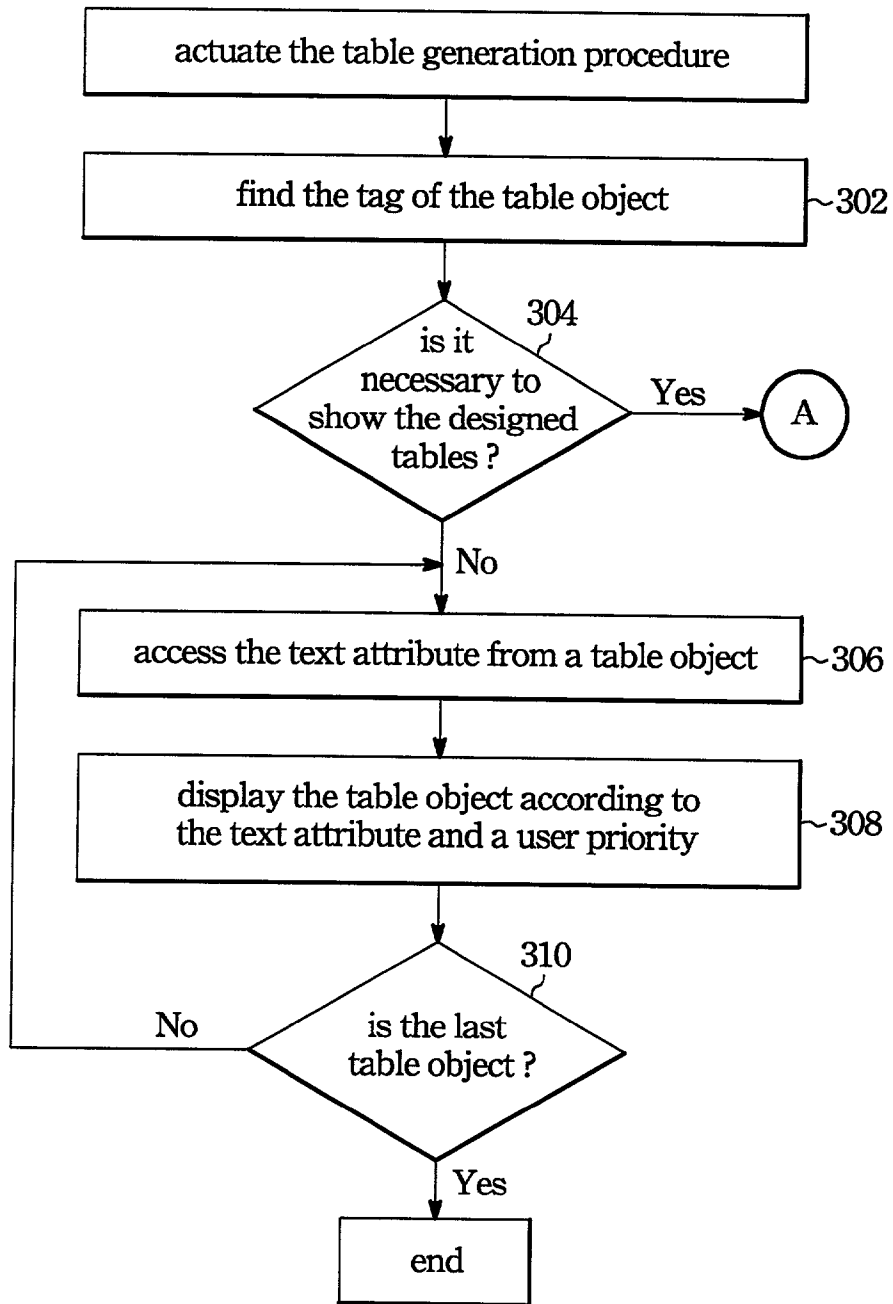 actuate the table generation procedure
find the tag of the table object
302
304
is it
necessary to
show the designed
tables ?
Yes
A
No
access the text attribute from a table object
306
display the table object according to
the text attribute and a user priority
308
310
No
is the last
table object ?
Yes
end